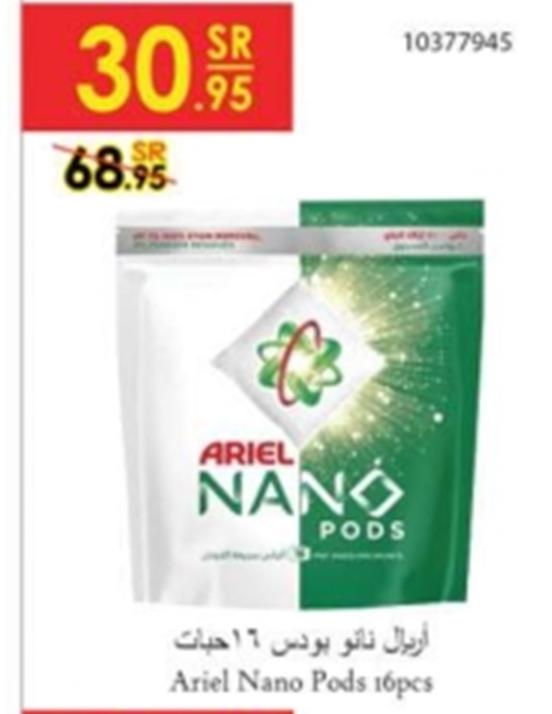 30.95 SR
10377945
68.95 SR
ARIEL
NANO
PODS
أريال نانو بودس ١٦حبات
Ariel Nano Pods 16pcs